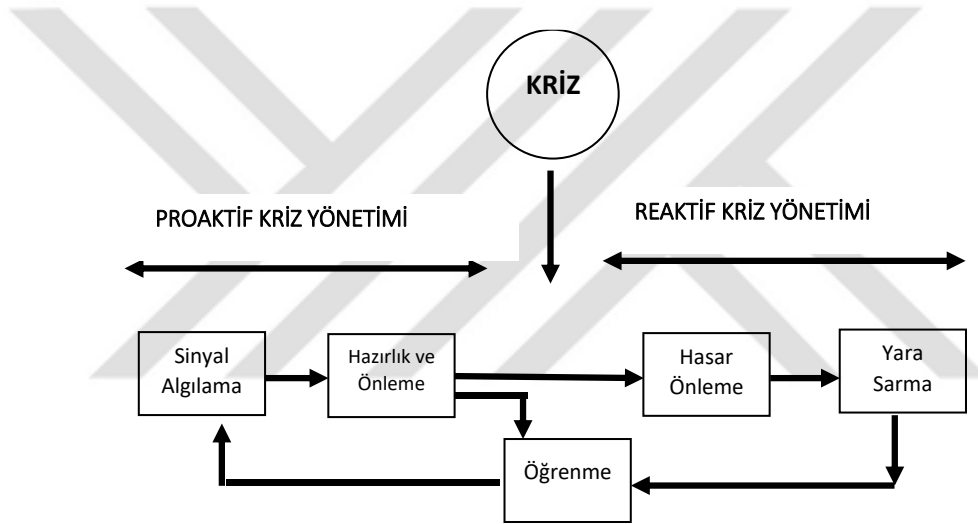 KRİZ
PROAKTİF KRİZ YÖNETİMİ
REAKTİF KRİZ YÖNETİMİ
Sinyal
Algılama
Hazırlık ve
Önleme
Hasar
Önleme
Yara
Sarma
Öğrenme